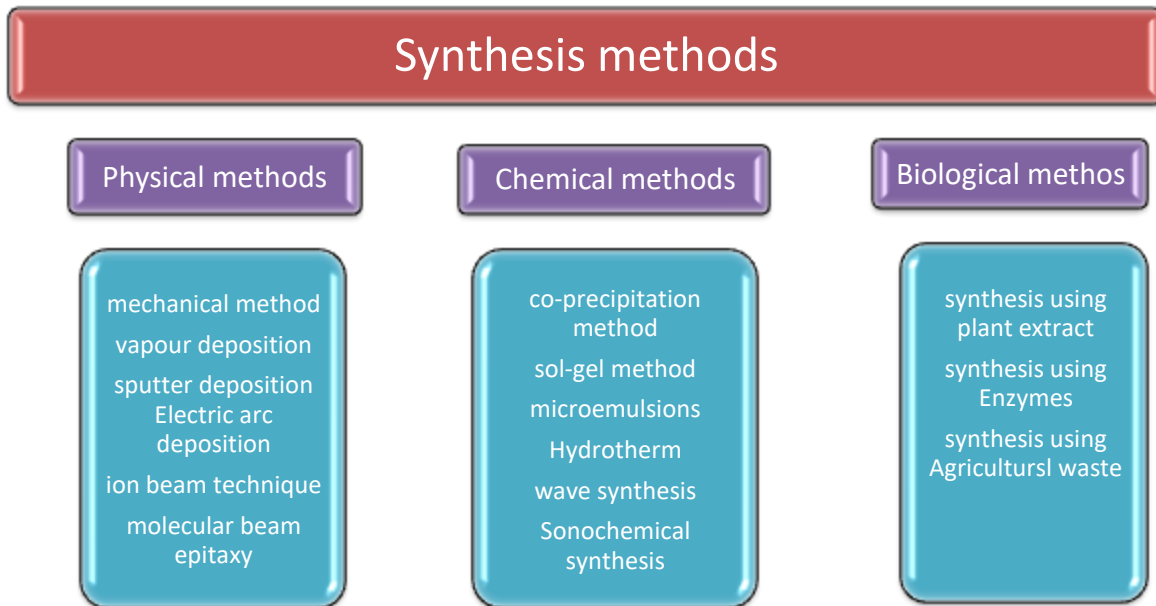 Synthesis methods
Physical methods
mechanical method
vapour deposition
sputter deposition
Electric arc
deposition
ion beam technique
molecular beam
epitaxy
Chemical methods
co-precipitation
method
sol-gel method
microemulsions
Hydrotherm
wave synthesis
Sonochemical
synthesis
Biological methos
synthesis using
plant extract
synthesis using
Enzymes
synthesis using
Agricultursl waste